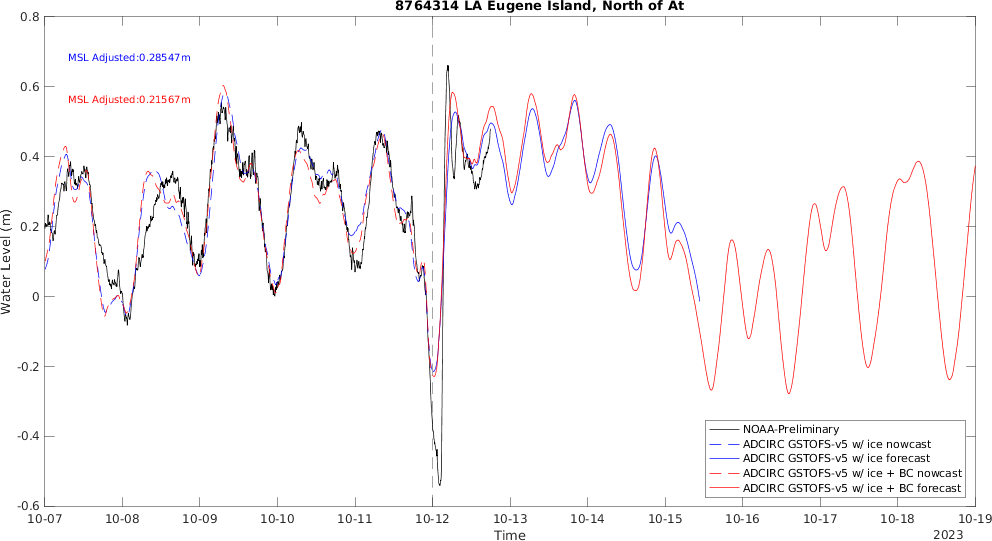 8764314 LA Eugene Island, North of At
MSL Adjusted:0.28547m
MSL Adjusted:0.21567m
Water Level (m)
0.8
0.6
0.4
0.2
0
-0.2
-0.4
-0.6
NOAA-Preliminary
ADCIRC GSTOFS-v5 w/ ice nowcast
ADCIRC GSTOFS-v5 w/ ice forecast
ADCIRC GSTOFS-v5 w/ ice + BC nowcast
ADCIRC GSTOFS-v5 w/ ice + BC forecast
10-07 10-08 10-09 10-10 10-11 10-12 10-13 10-14 10-15 10-16 10-17 10-18 10-19
Time
2023